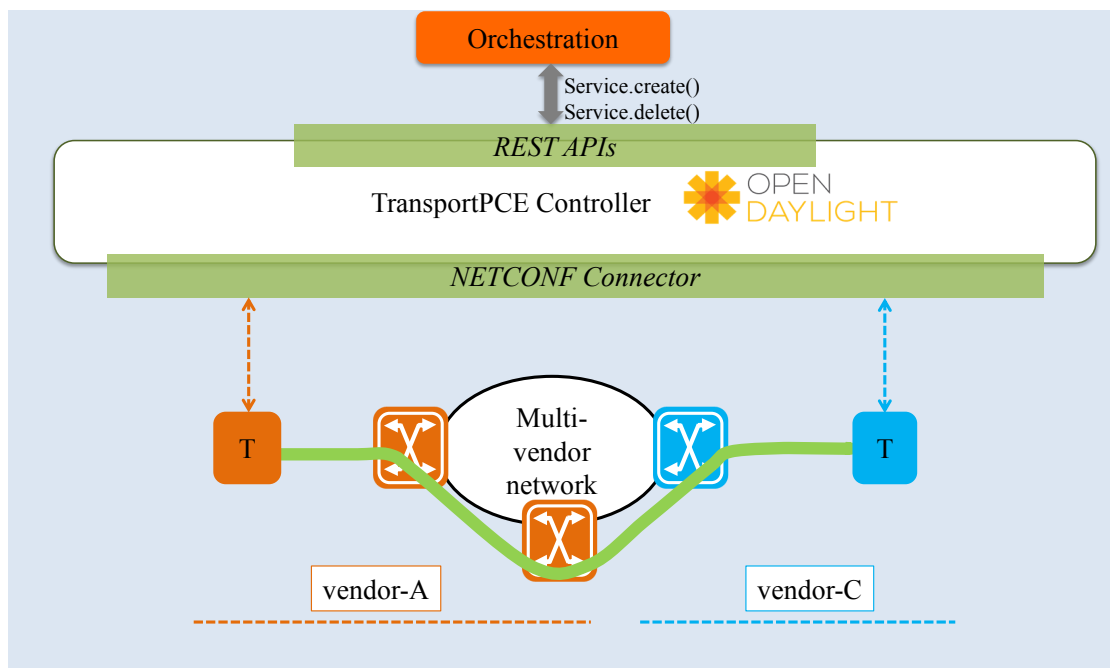 Orchestration
Service.create()
Service.delete()
REST APIs
TransportPCE Controller
OPEN
DAYLIGHT
NETCONF Connector
T
Multi-
vendor
network
T
vendor-A
vendor-C